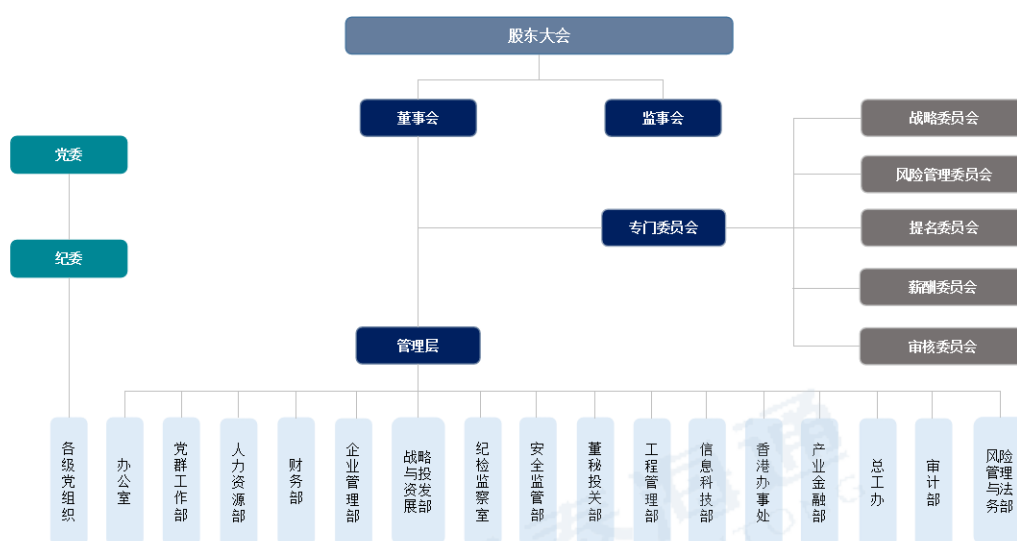 股东大会
董事会
监事会
战略委员会
党委
风险管理委员会
专门委员会
提名委员会
纪委
薪酬委员会
管理层
审核委员会
各级党组织
办公室
党群工作部
人力资源部
财务部
企业管理部
战略与投资发展部
纪检监察室
安全监管部
董秘投关部
工程管理部
信息科技部
香港办事处
产业金融部
总工办
审计部
风险管理与法务部